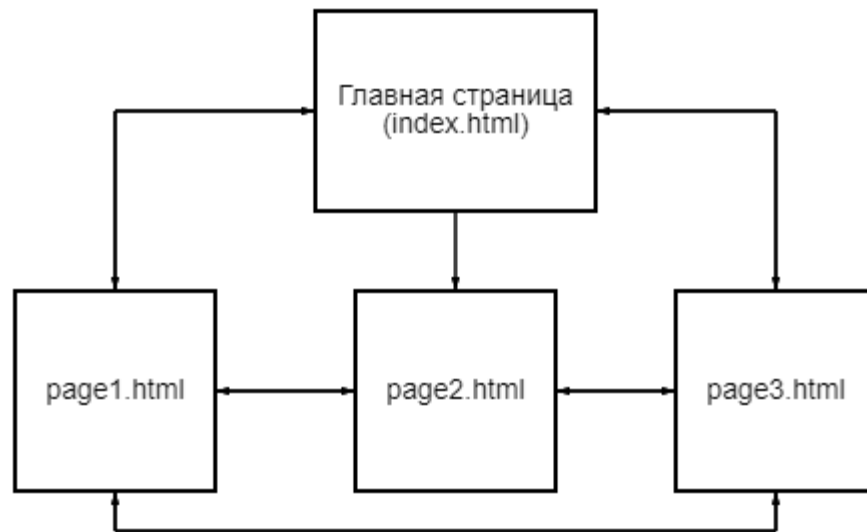 Главная страница
(index.html)
page1.html
page2.html
page3.html